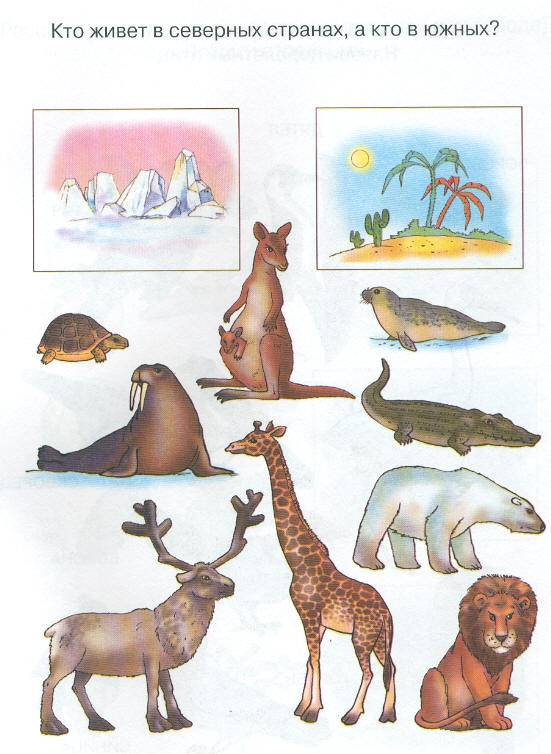 Кто живет в северных странах, а кто в южных?